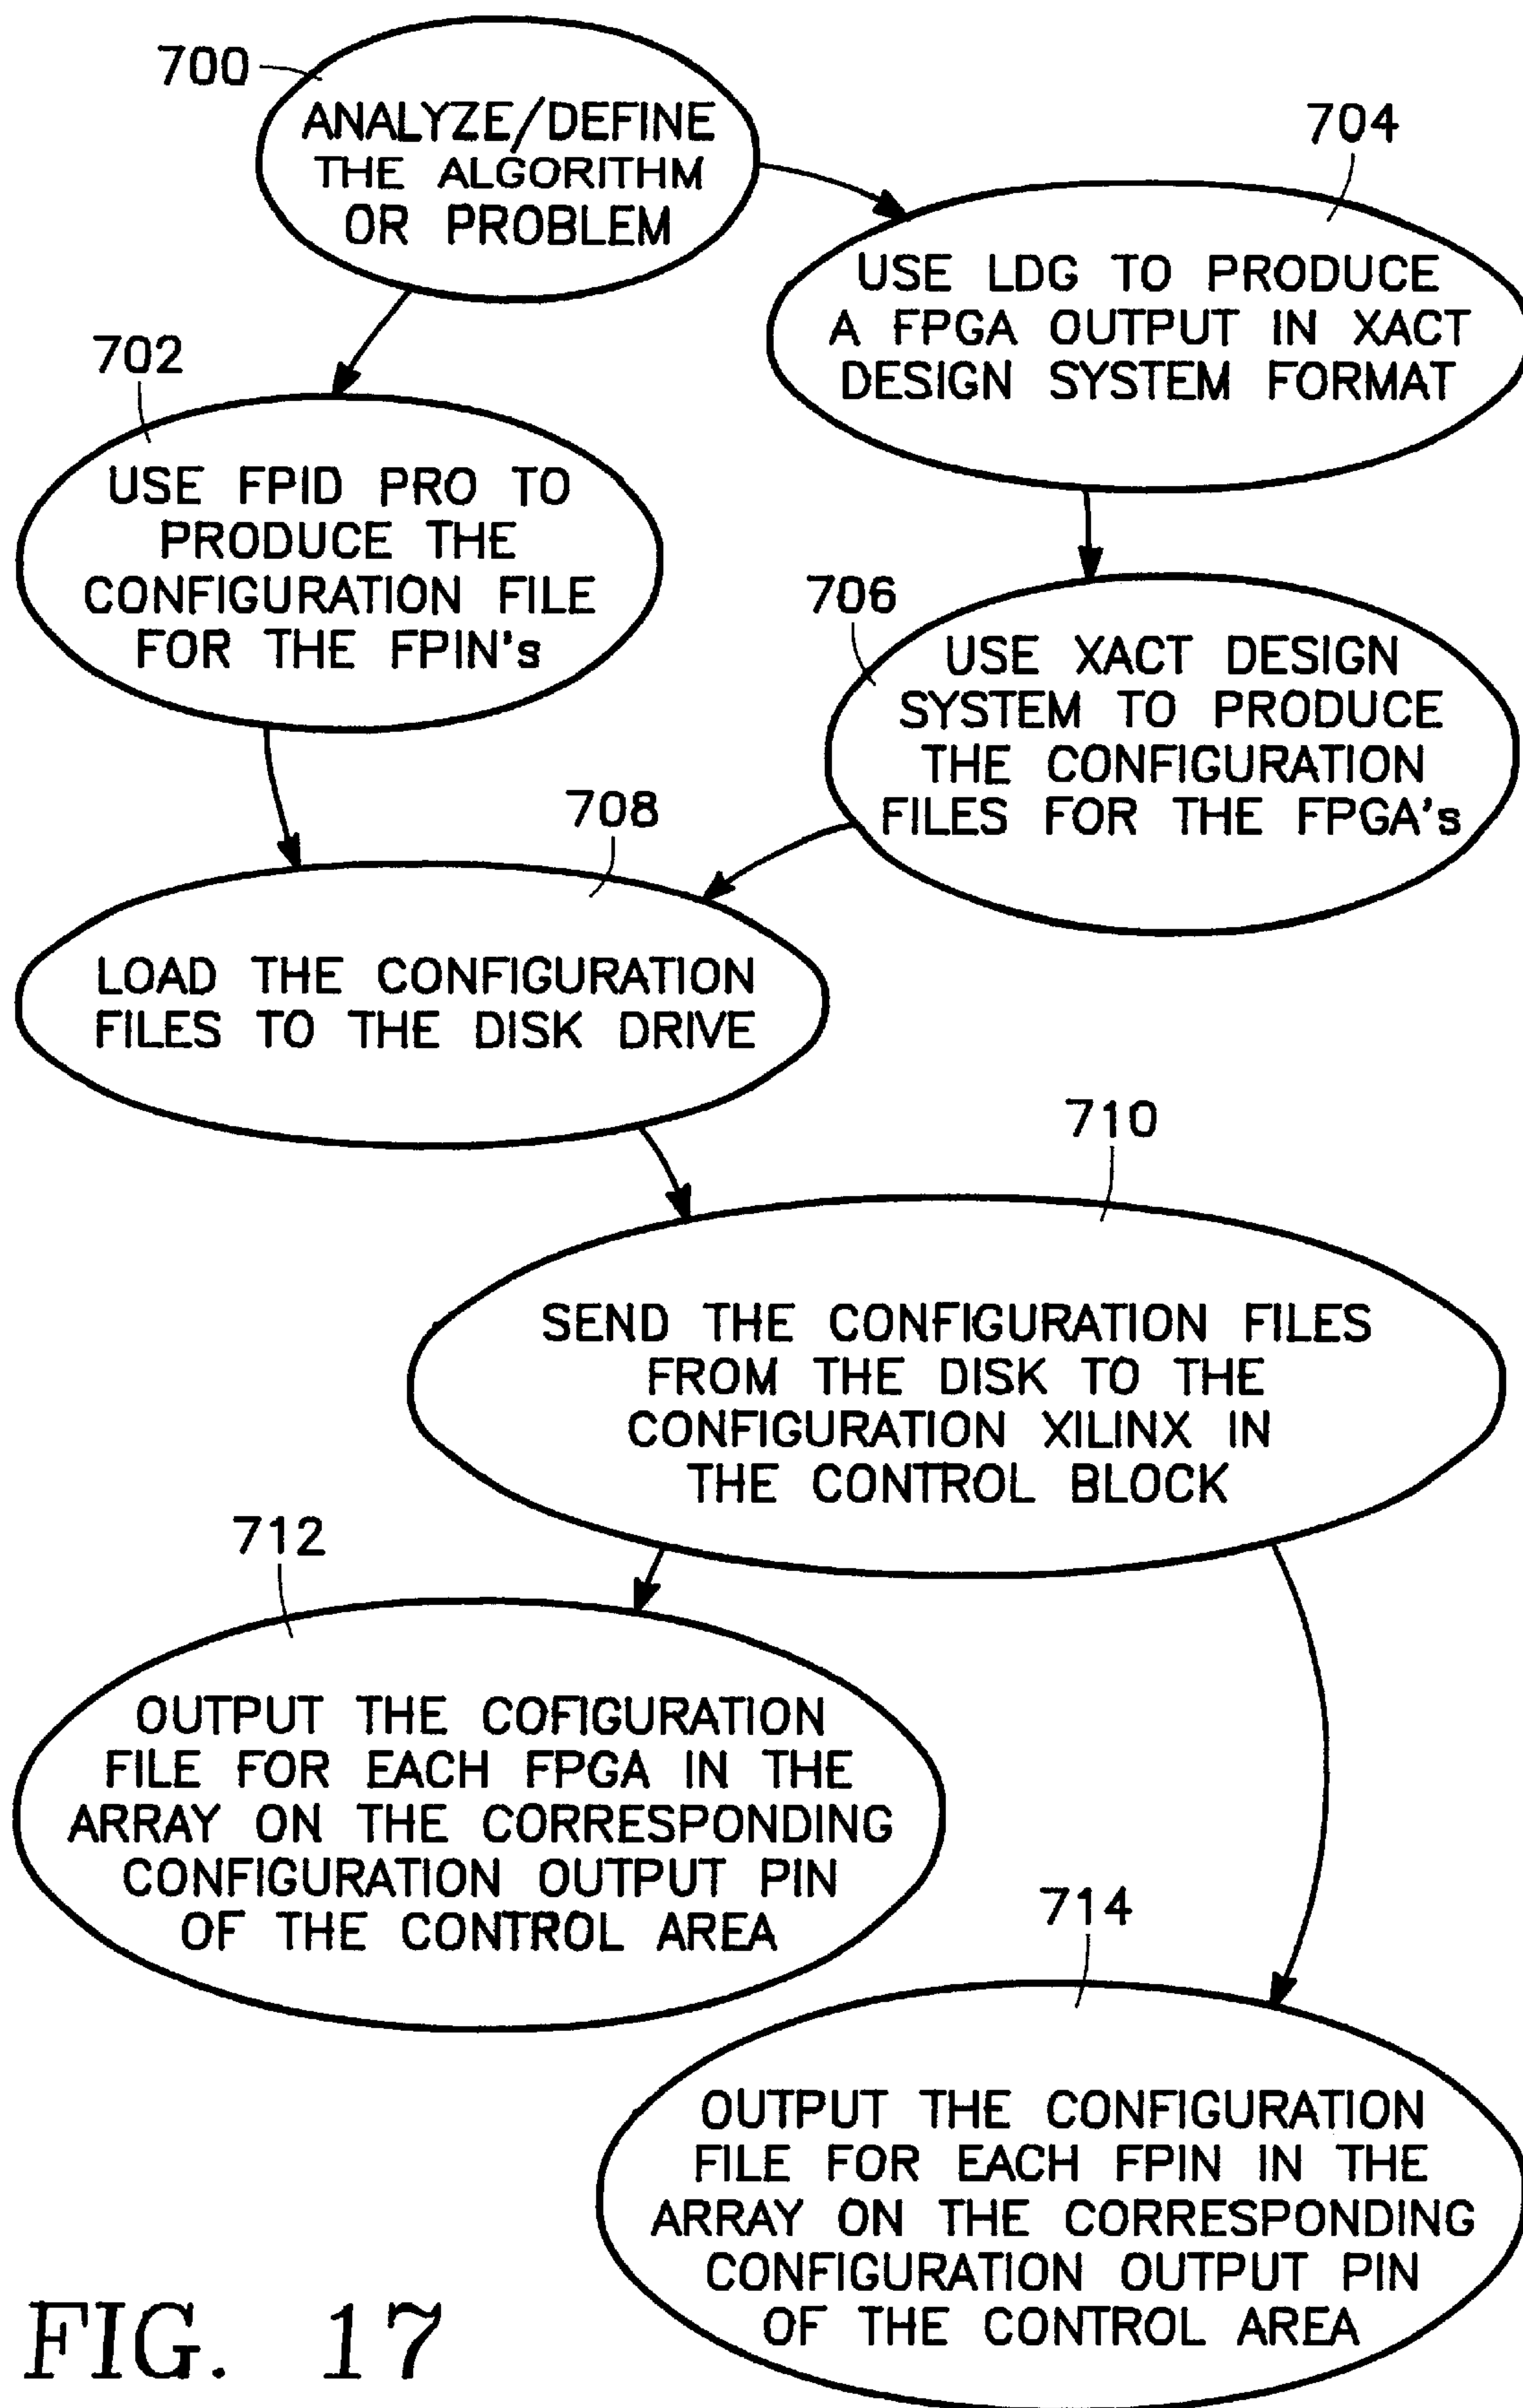 700
ANALYZE/DEFINE
THE ALGORITHM
OR PROBLEM
704
USE LDG TO PRODUCE
A FPGA OUTPUT IN XACT
DESIGN SYSTEM FORMAT
702
USE FPID PRO TO
PRODUCE THE
CONFIGURATION FILE
FOR THE FPIN's
706
USE XACT DESIGN
SYSTEM TO PRODUCE
THE CONFIGURATION
FILES FOR THE FPGA's
708
LOAD THE CONFIGURATION
FILES TO THE DISK DRIVE
710
SEND THE CONFIGURATION FILES
FROM THE DISK TO THE
CONFIGURATION XILINX IN
THE CONTROL BLOCK
712
OUTPUT THE COFIGURATION
FILE FOR EACH FPGA IN THE
ARRAY ON THE CORRESPONDING
CONFIGURATION OUTPUT PIN
OF THE CONTROL AREA
714
OUTPUT THE CONFIGURATION
FILE FOR EACH FPIN IN THE
ARRAY ON THE CORRESPONDING
CONFIGURATION OUTPUT PIN
OF THE CONTROL AREA
FIG. 17